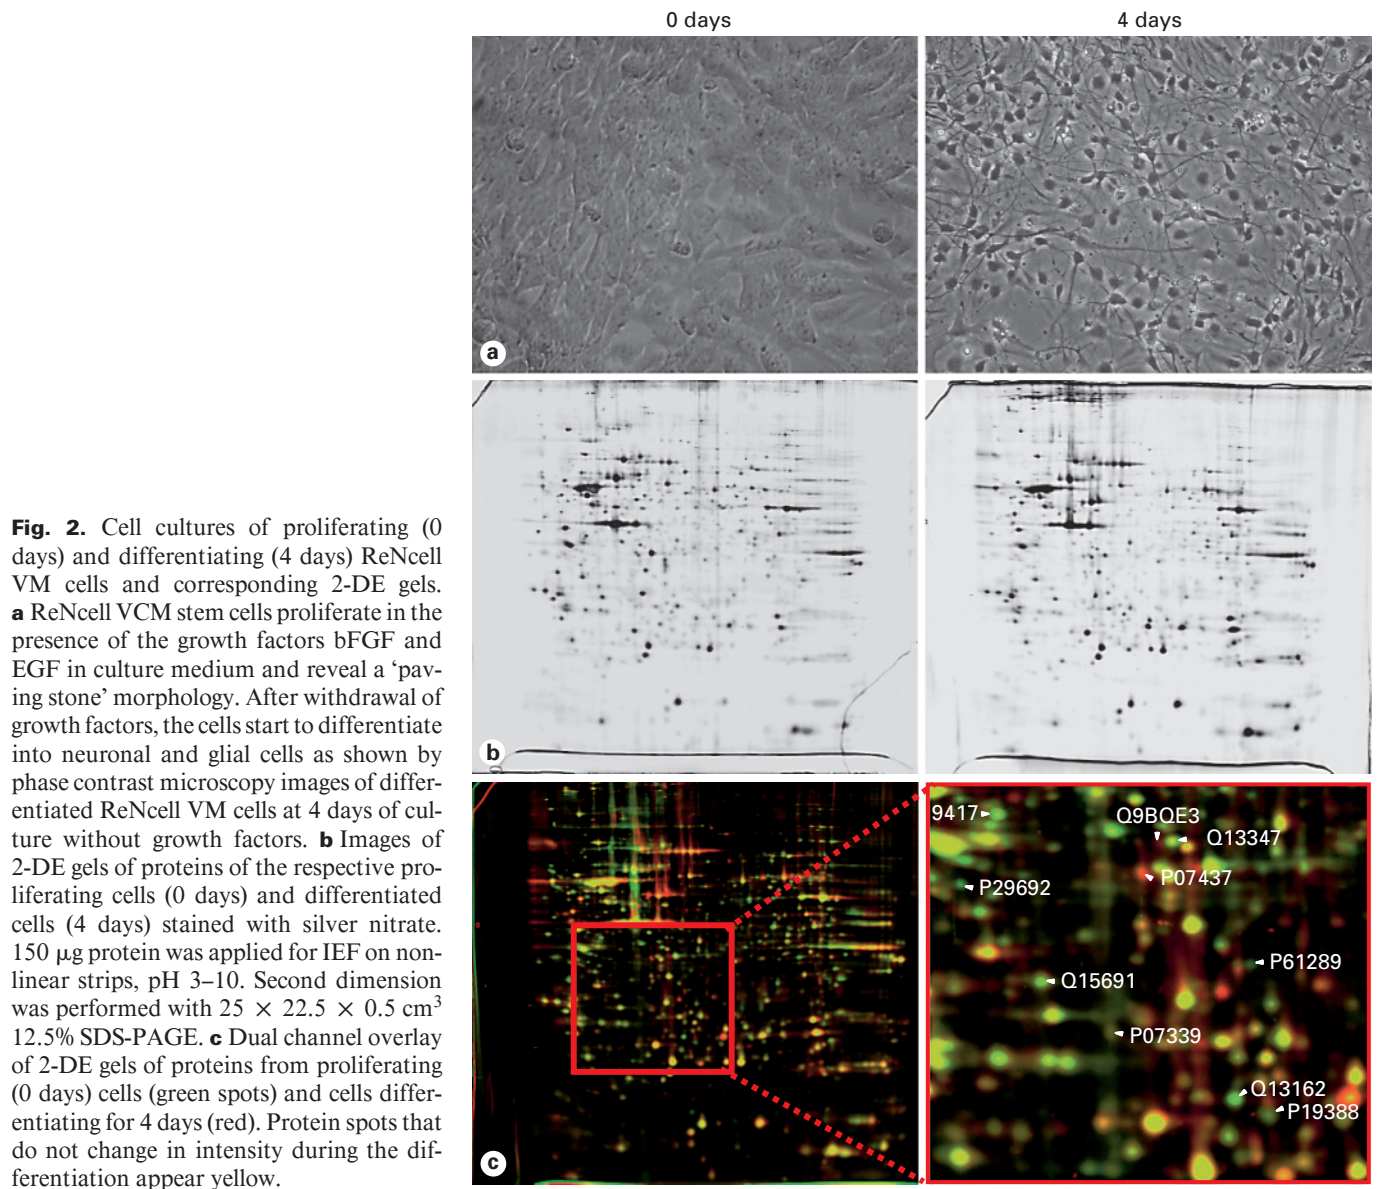 0 days
4 days
a
b
9417
Q9BQE3
Q13347
P07437
P29692
P61289
Q15691
P07339
Q13162
P19388
c
Fig. 2. Cell cultures of proliferating (0
days) and differentiating (4 days) ReNcell
VM cells and corresponding 2-DE gels.
a ReNcell VCM stem cells proliferate in the
presence of the growth factors bFGF and
EGF in culture medium and reveal a ‘pav-
ing stone’ morphology. After withdrawal of
growth factors, the cells start to differentiate
into neuronal and glial cells as shown by
phase contrast microscopy images of differ-
entiated ReNcell VM cells at 4 days of cul-
ture without growth factors. b Images of
2-DE gels of proteins of the respective pro-
liferating cells (0 days) and differentiated
cells (4 days) stained with silver nitrate.
150 μg protein was applied for IEF on non-
linear strips, pH 3–10. Second dimension
was performed with 25 × 22.5 × 0.5 cm³
12.5% SDS-PAGE. c Dual channel overlay
of 2-DE gels of proteins from proliferating
(0 days) cells (green spots) and cells differ-
entiating for 4 days (red). Protein spots that
do not change in intensity during the dif-
ferentiation appear yellow.